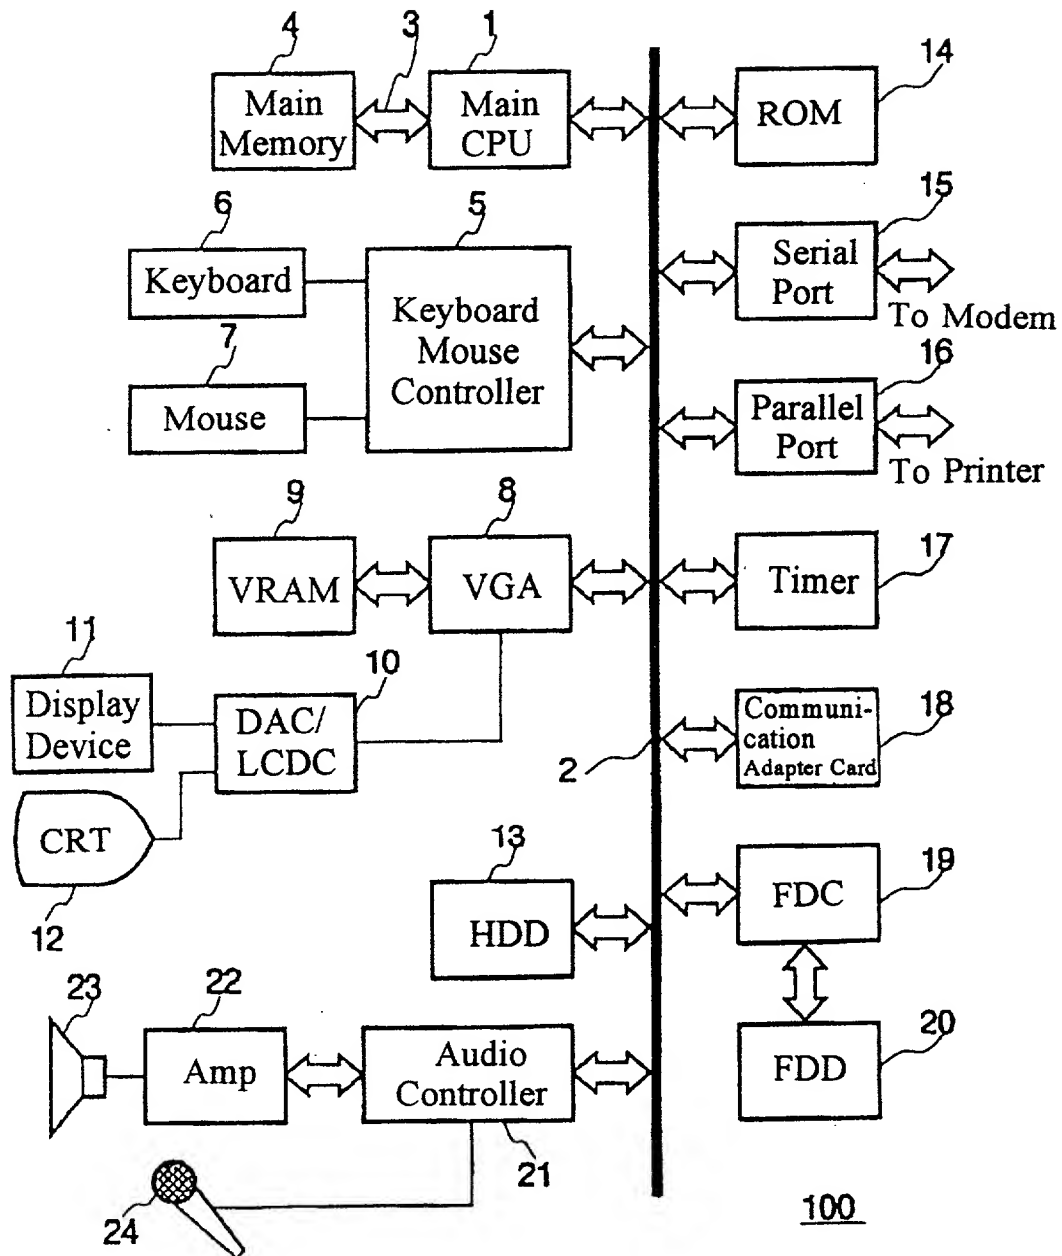 4
3
1
14
Main
Memory
Main
CPU
ROM
6
5
15
Keyboard
Keyboard
Mouse
Controller
Serial
Port
To Modem
7
16
Mouse
Parallel
Port
To Printer
9
8
17
VRAM
VGA
Timer
11
10
18
Display
Device
DAC/
LCDC
2
Communi-
cation
Adapter Card
CRT
12
13
19
HDD
FDC
23
22
20
Amp
Audio
Controller
FDD
21
24
100